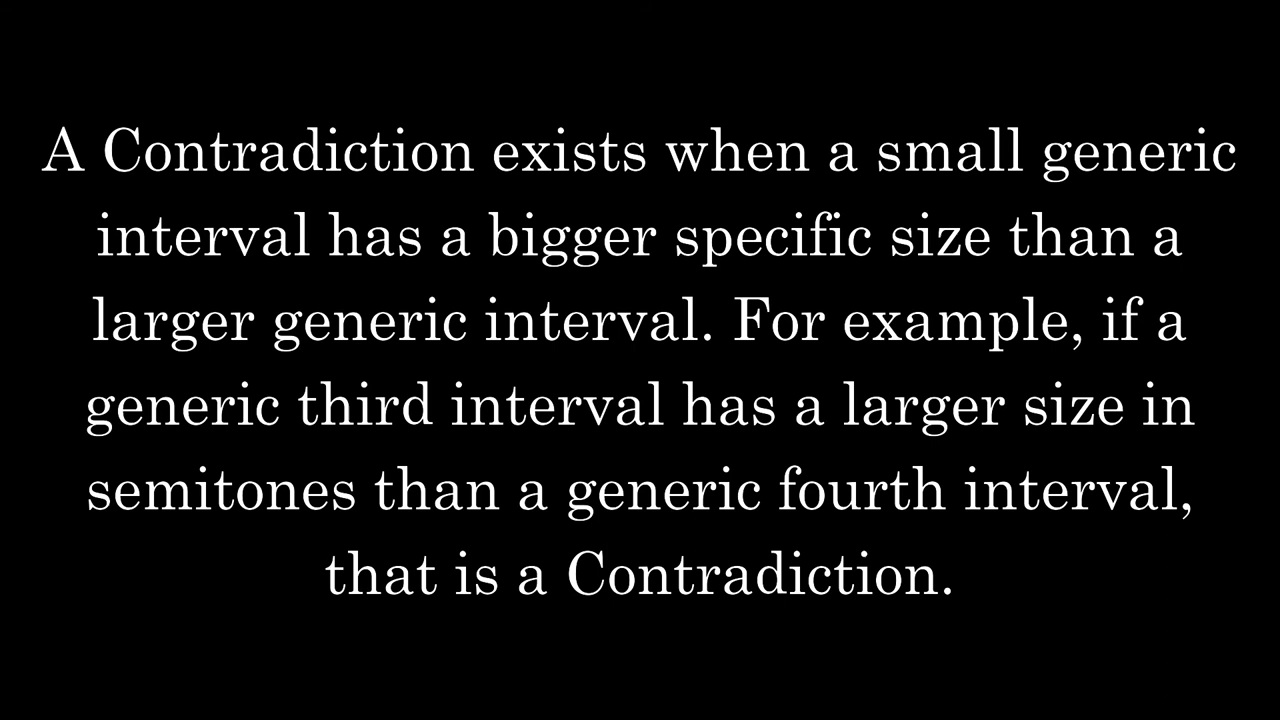 A Contradiction exists when a small generic
interval has a bigger specific size than a
larger generic interval. For example, if a
generic third interval has a larger size in
semitones than a generic fourth interval,
that is a Contradiction.